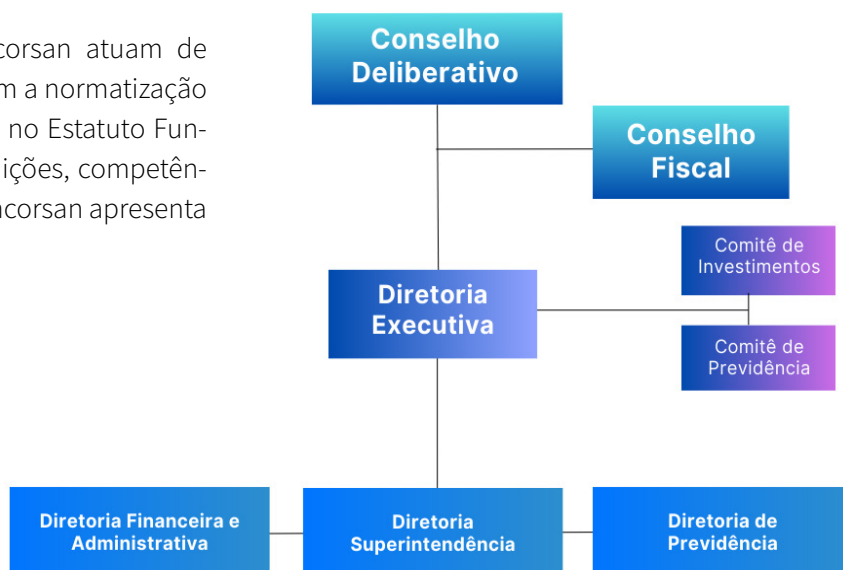 corsan atuam de
m a normatização
no Estatuto Fun-
ições, competên-
ncorsan apresenta
Conselho
Deliberativo
Conselho
Fiscal
Comitê de
Investimentos
Diretoria
Executiva
Comitê de
Previdência
Diretoria Financeira e
Administrativa
Diretoria
Superintendência
Diretoria de
Previdência